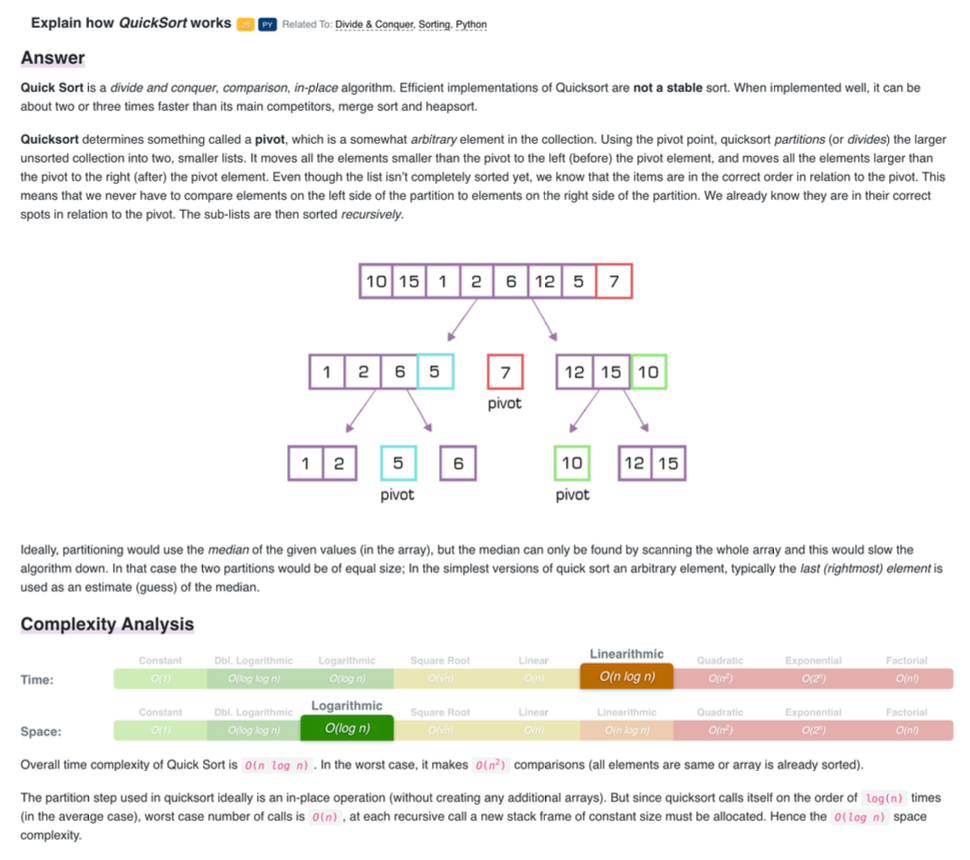 Explain how QuickSort works JS PY Related To: Divide & Conquer, Sorting, Python
Answer
Quick Sort is a divide and conquer, comparison, in-place algorithm. Efficient implementations of Quicksort are not a stable sort. When implemented well, it can be
about two or three times faster than its main competitors, merge sort and heapsort.
Quicksort determines something called a pivot, which is a somewhat arbitrary element in the collection. Using the pivot point, quicksort partitions (or divides) the larger
unsorted collection into two, smaller lists. It moves all the elements smaller than the pivot to the left (before) the pivot element, and moves all the elements larger than
the pivot to the right (after) the pivot element. Even though the list isn't completely sorted yet, we know that the items are in the correct order in relation to the pivot. This
means that we never have to compare elements on the left side of the partition to elements on the right side of the partition. We already know they are in their correct
spots in relation to the pivot. The sub-lists are then sorted recursively.
10 15 1 2 6 12 5 7
1 2 6 5 7 12 15 10
pivot
1 2 5 6 10 12 15
pivot pivot
Ideally, partitioning would use the median of the given values (in the array), but the median can only be found by scanning the whole array and this would slow the
algorithm down. In that case the two partitions would be of equal size; In the simplest versions of quick sort an arbitrary element, typically the last (rightmost) element is
used as an estimate (guess) of the median.
Complexity Analysis
Constant Dbl. Logarithmic Logarithmic Square Root Linear Linearithmic Quadratic Exponential Factorial
Time: O(1) O(log log n) O(log n) O(√n) O(n) O(n log n) O(n²) O(2ⁿ) O(n!)
Constant Dbl. Logarithmic Logarithmic Square Root Linear Linearithmic Quadratic Exponential Factorial
Space: O(1) O(log log n) O(log n) O(√n) O(n) O(n log n) O(n²) O(2ⁿ) O(n!)
Overall time complexity of Quick Sort is O(n log n) . In the worst case, it makes O(n²) comparisons (all elements are same or array is already sorted).
The partition step used in quicksort ideally is an in-place operation (without creating any additional arrays). But since quicksort calls itself on the order of log(n) times
(in the average case), worst case number of calls is O(n) , at each recursive call a new stack frame of constant size must be allocated. Hence the O(log n) space
complexity.